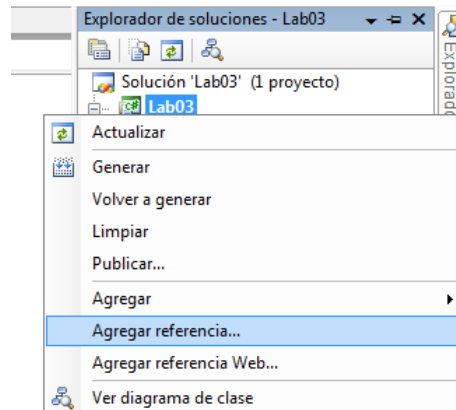 Explorador de soluciones - Lab03
Solución 'Lab03' (1 proyecto)
Lab03
Actualizar
Generar
Volver a generar
Limpiar
Publicar...
Agregar
Agregar referencia...
Agregar referencia Web...
Ver diagrama de clase